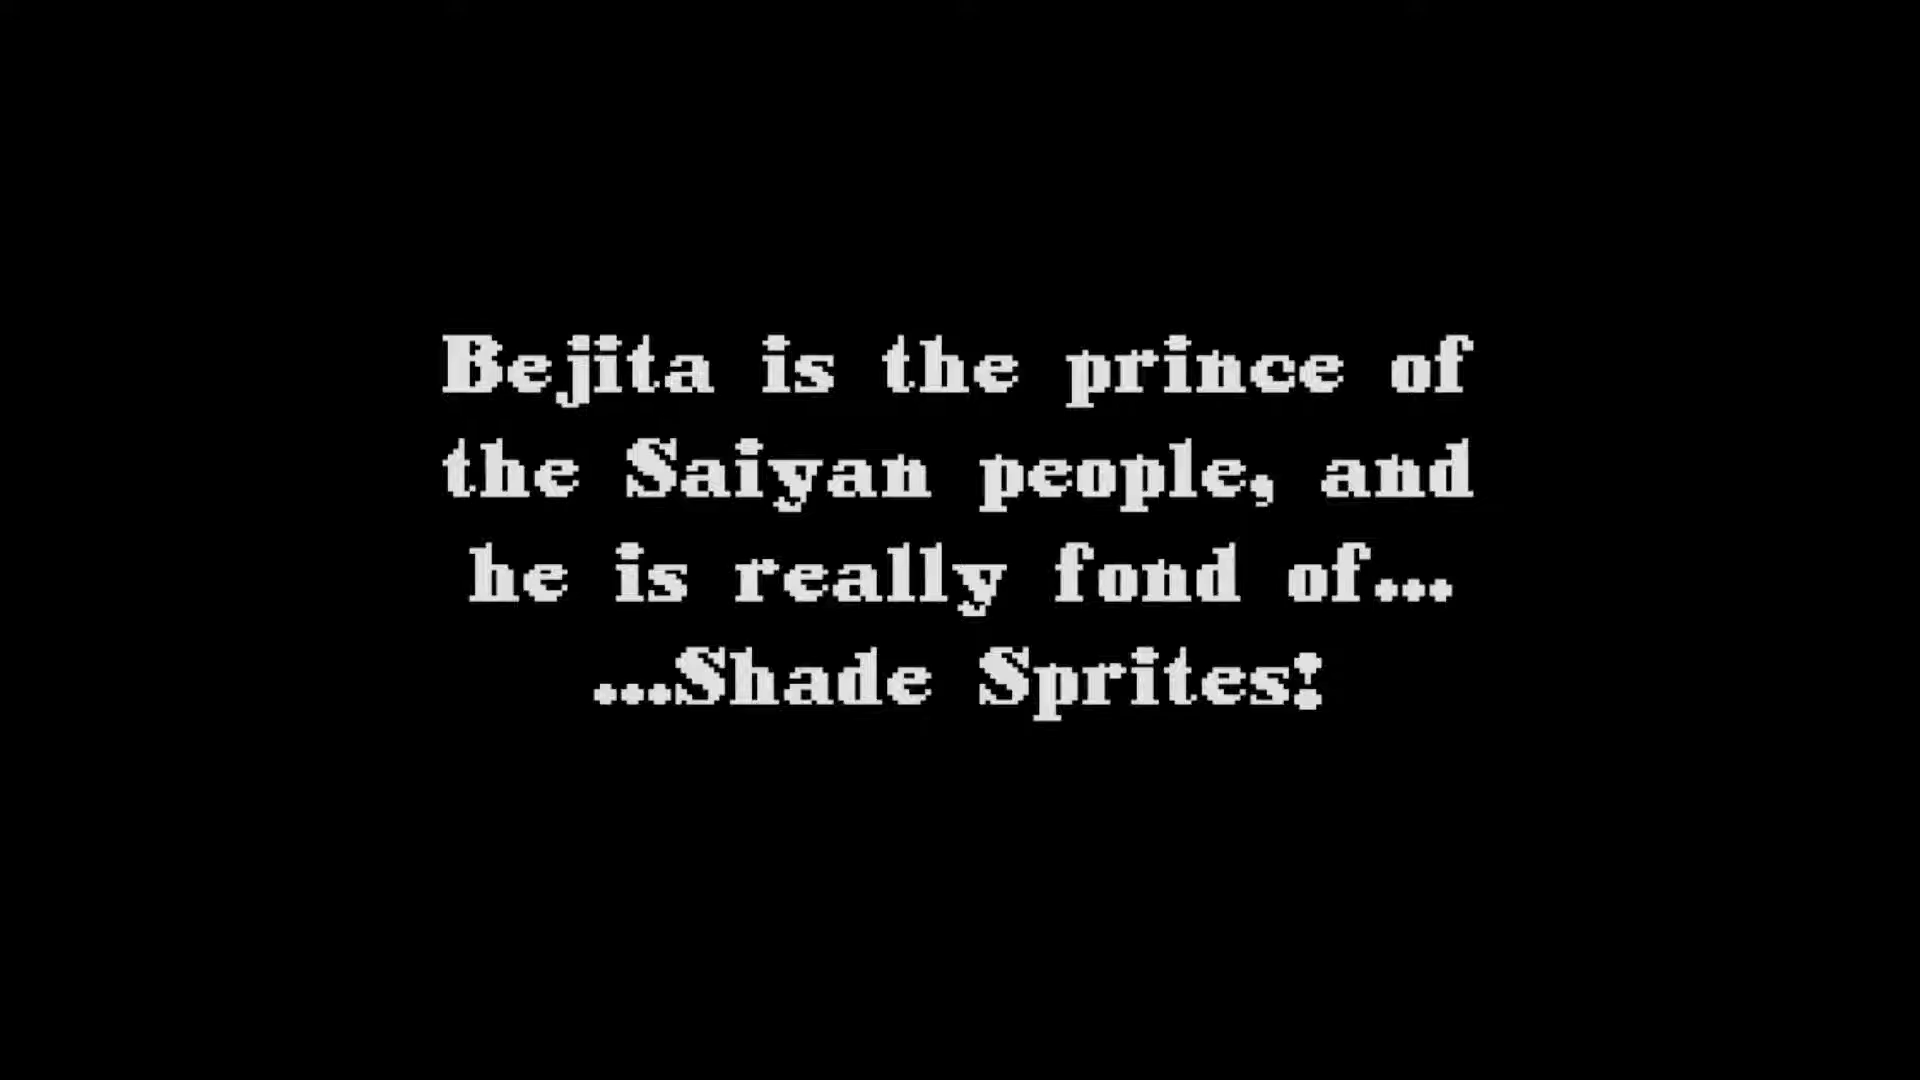 Bejita is the prince of
the Saiyan people, and
he is really fond of...
...Shade Sprites!